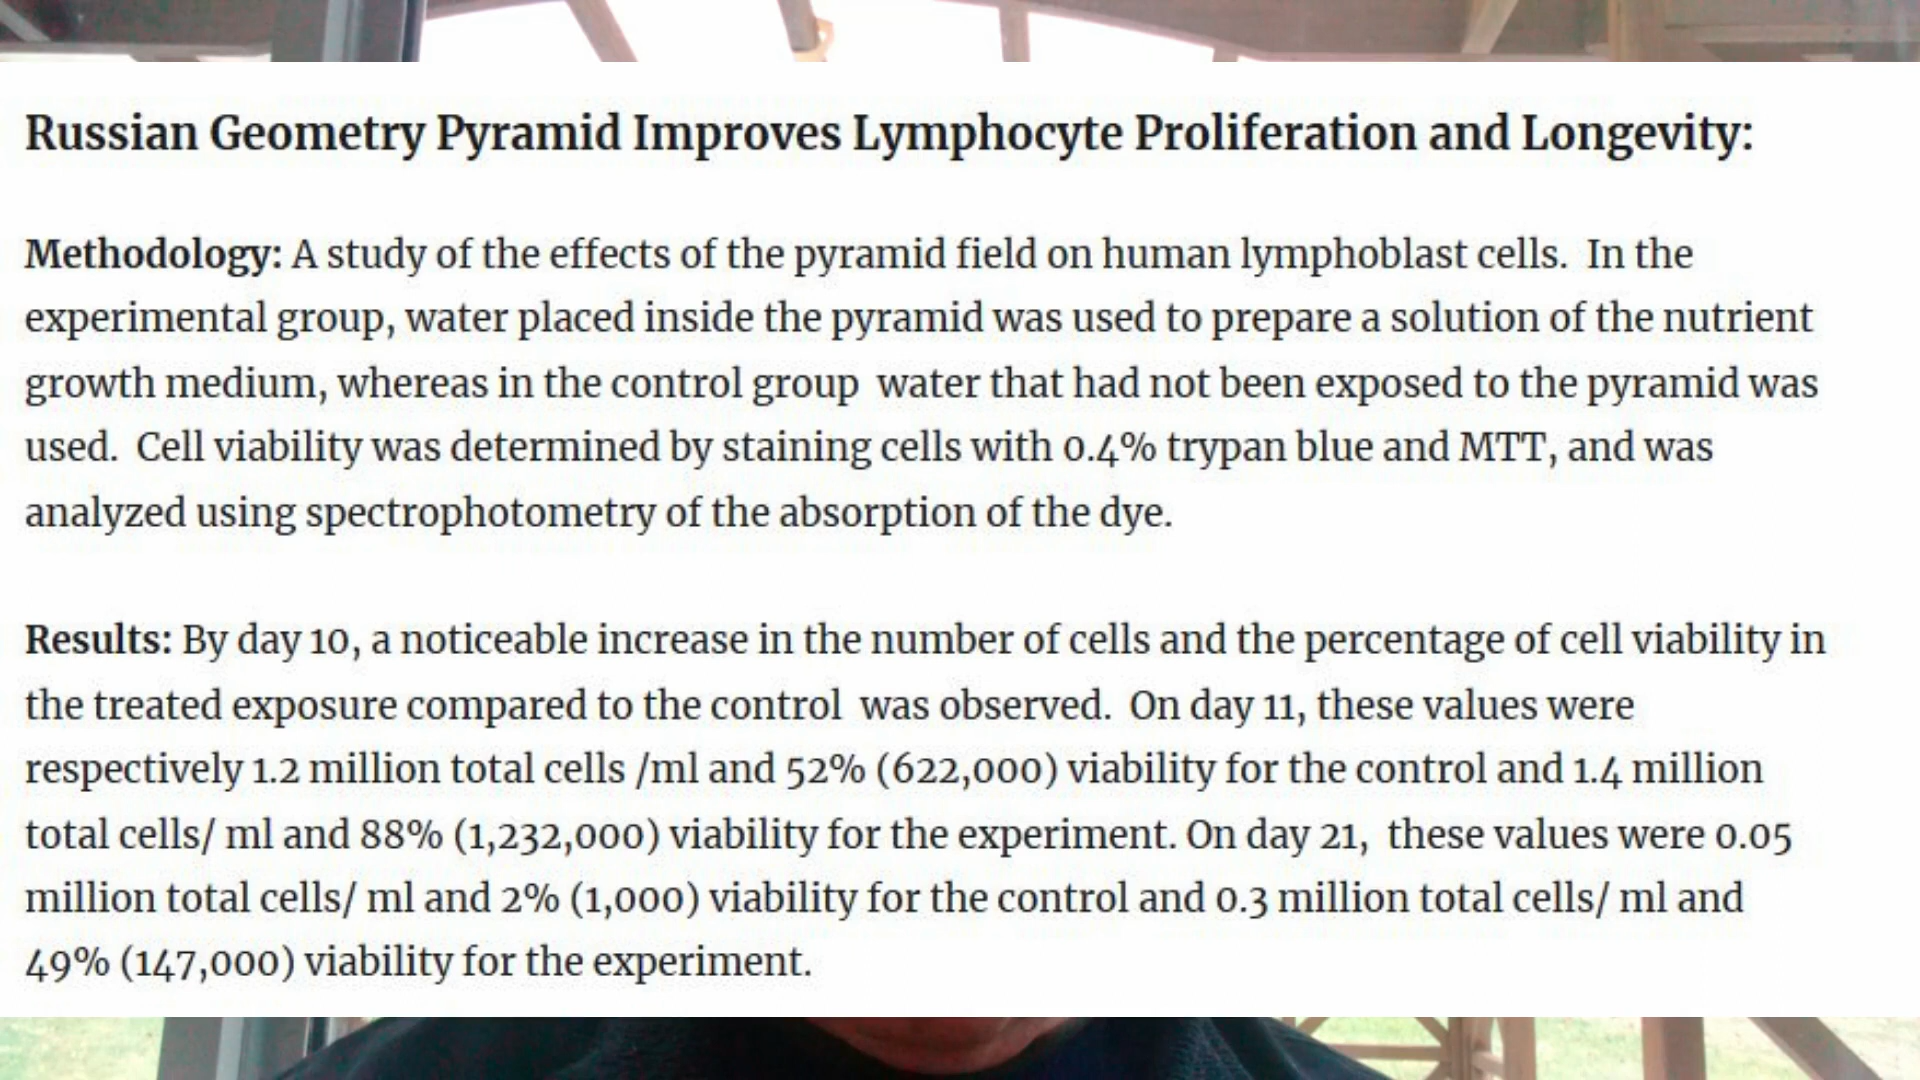 Russian Geometry Pyramid Improves Lymphocyte Proliferation and Longevity:
Methodology: A study of the effects of the pyramid field on human lymphoblast cells. In the
experimental group, water placed inside the pyramid was used to prepare a solution of the nutrient
growth medium, whereas in the control group water that had not been exposed to the pyramid was
used. Cell viability was determined by staining cells with 0.4% trypan blue and MTT, and was
analyzed using spectrophotometry of the absorption of the dye.
Results: By day 10, a noticeable increase in the number of cells and the percentage of cell viability in
the treated exposure compared to the control was observed. On day 11, these values were
respectively 1.2 million total cells /ml and 52% (622,000) viability for the control and 1.4 million
total cells/ ml and 88% (1,232,000) viability for the experiment. On day 21, these values were 0.05
million total cells/ ml and 2% (1,000) viability for the control and 0.3 million total cells/ ml and
49% (147,000) viability for the experiment.